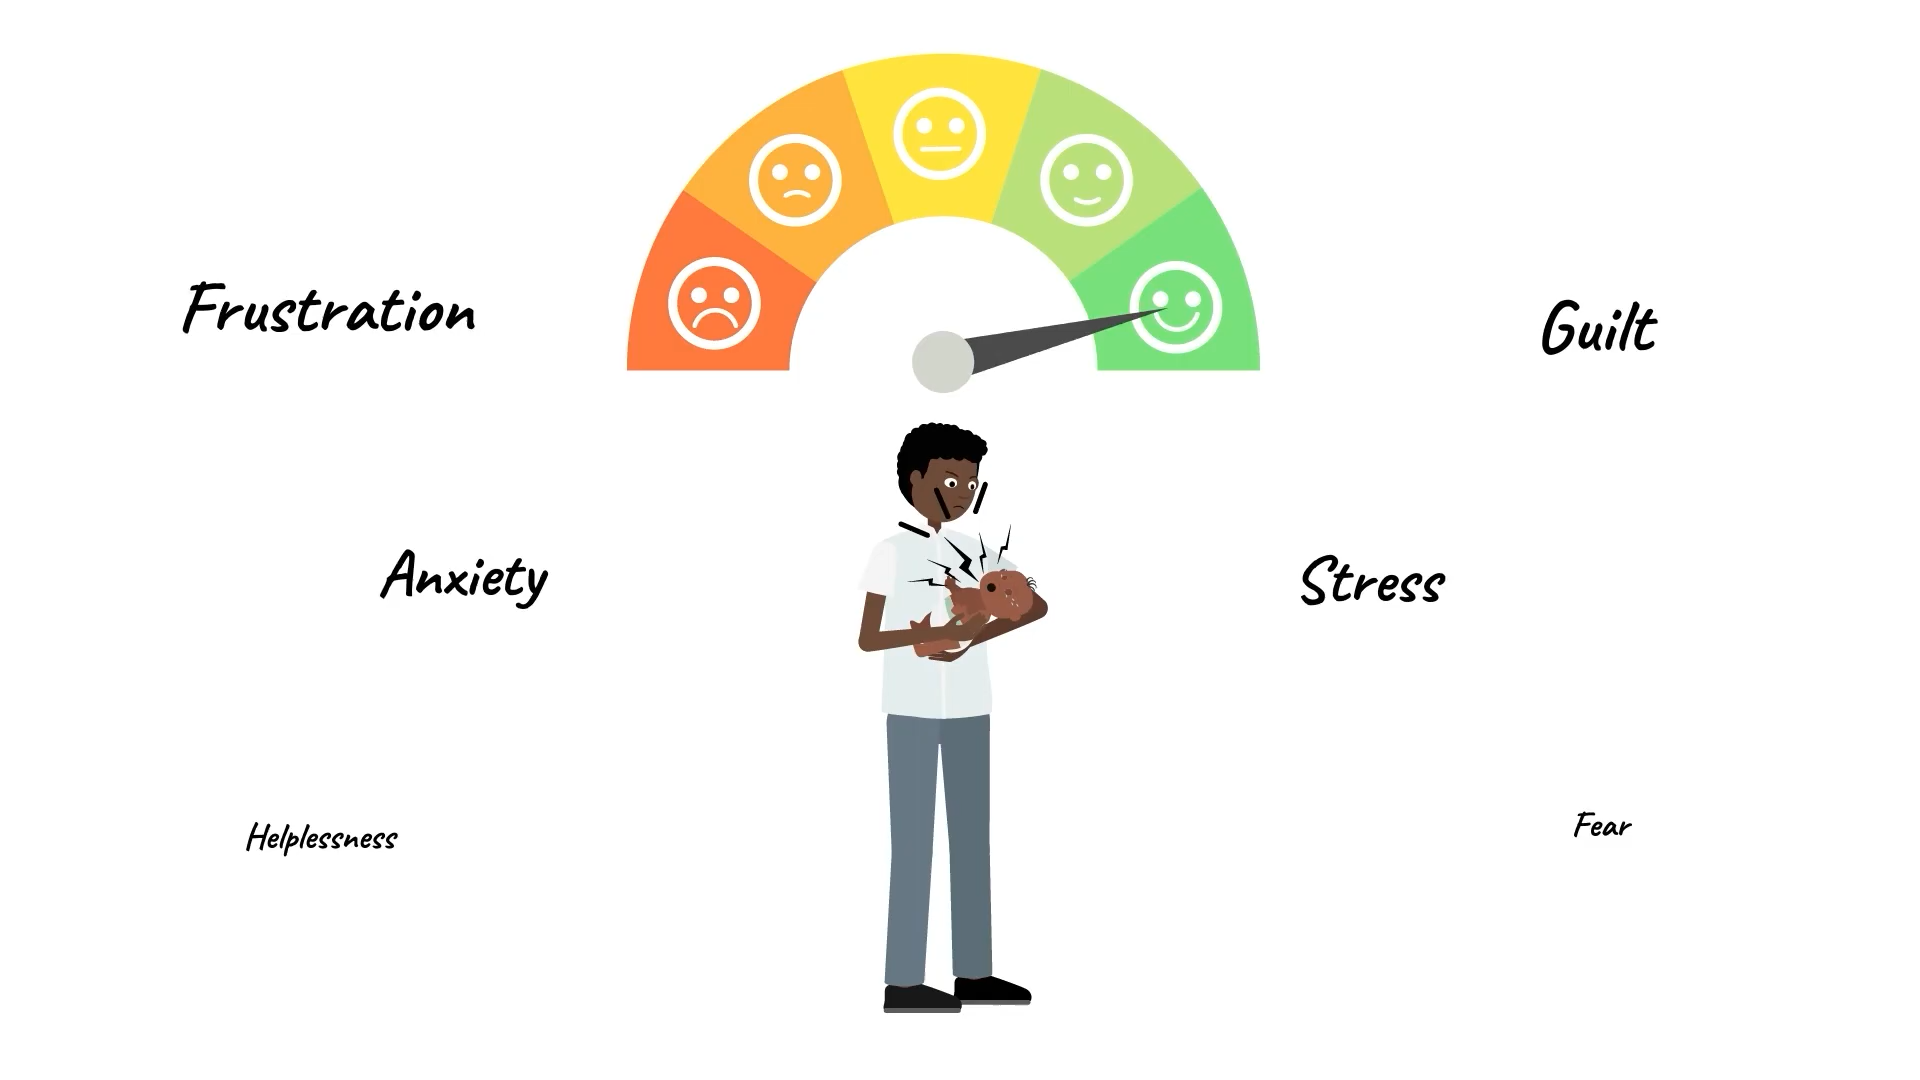 Frustration
Guilt
Anxiety
Stress
Helplessness
Fear